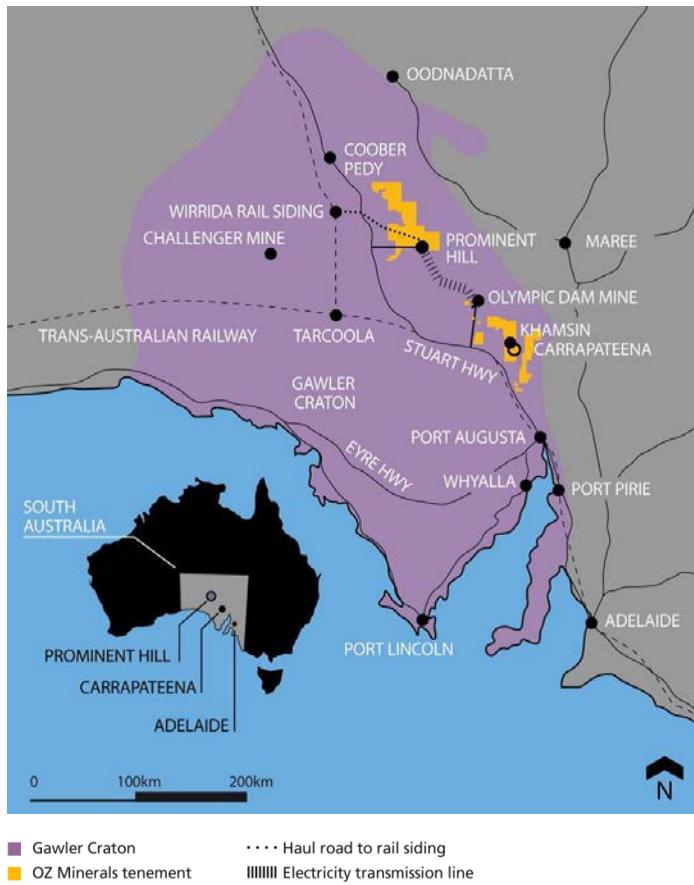 OODNADATTA
COOBER
PEDY
WIRRIDA RAIL SIDING
CHALLENGER MINE
PROMINENT
HILL
MAREE
OLYMPIC DAM MINE
KHAMSIN
CARRAPATEENA
TRANS-AUSTRALIAN RAILWAY
TARCOOLA
STUART HWY
GAWLER
CRATON
PORT AUGUSTA
EYRE HWY
WHYALLA
PORT PIRIE
SOUTH
AUSTRALIA
ADELAIDE
PORT LINCOLN
PROMINENT HILL
CARRAPATEENA
ADELAIDE
0 100km 200km
N
Gawler Craton
Haul road to rail siding
OZ Minerals tenement
Electricity transmission line